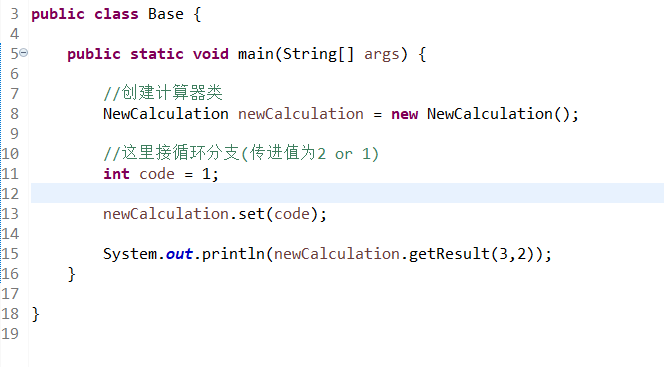 3 public class Base {
4
5 public static void main(String[] args) {
6
7 //创建计算器类
8 NewCalculation newCalculation = new NewCalculation();
9
10 //这里接循环分支(传进值为2 or 1)
11 int code = 1;
12
13 newCalculation.set(code);
14
15 System.out.println(newCalculation.getResult(3,2));
16 }
17
18 }
19